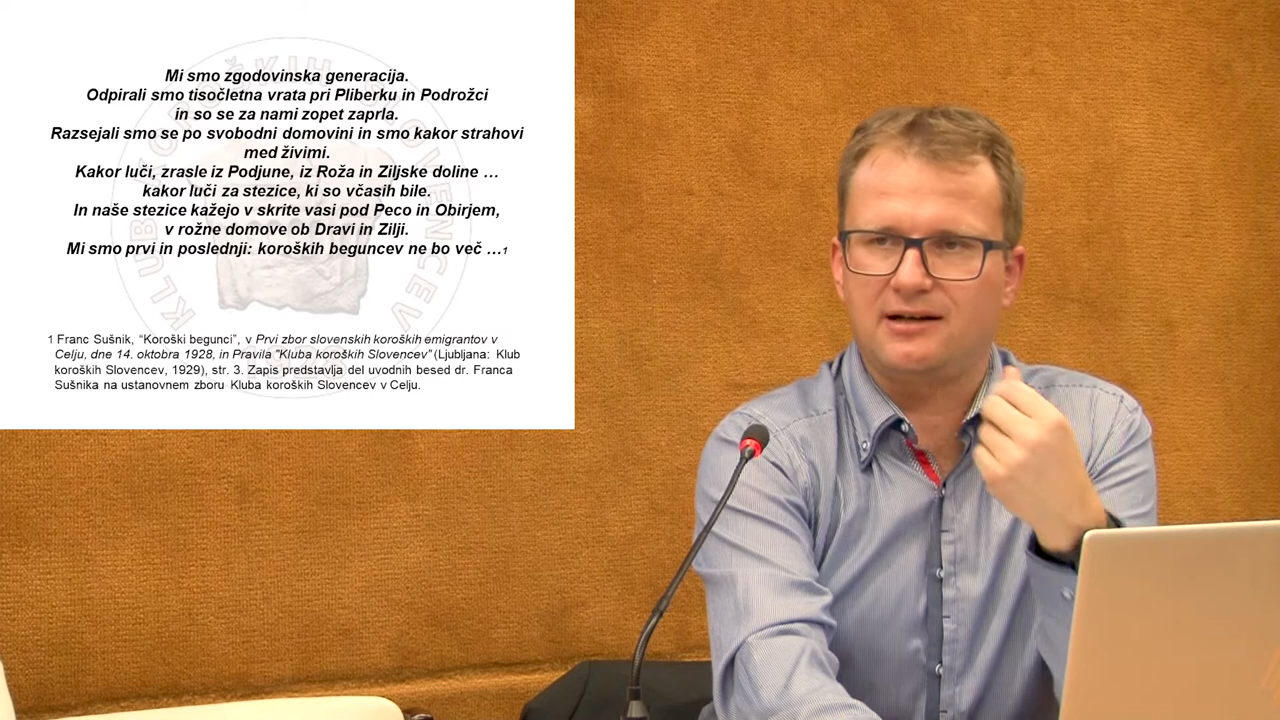 Mi smo zgodovinska generacija.
Odpirali smo tisočletna vrata pri Pliberku in Podrožci
in so se za nami zopet zaprla.
Razsejali smo se po svobodni domovini in smo kakor strahovi
med živimi.
Kakor luči, zrasle iz Podjune, iz Roža in Ziljske doline …
kakor luči za stezice, ki so včasih bile.
In naše stezice kažejo v skrite vasi pod Peco in Obirjem,
v rožne domove ob Dravi in Zilji.
Mi smo prvi in poslednji: koroških beguncev ne bo več …1
1 Franc Sušnik, “Koroški begunci”, v Prvi zbor slovenskih koroških emigrantov v
Celju, dne 14. oktobra 1928, in Pravila "Kluba koroških Slovencev" (Ljubljana: Klub
koroških Slovencev, 1929), str. 3. Zapis predstavlja del uvodnih besed dr. Franca
Sušnika na ustanovnem zboru Kluba koroških Slovencev v Celju.
KLUB KOROŠKIH SLOVENCEV